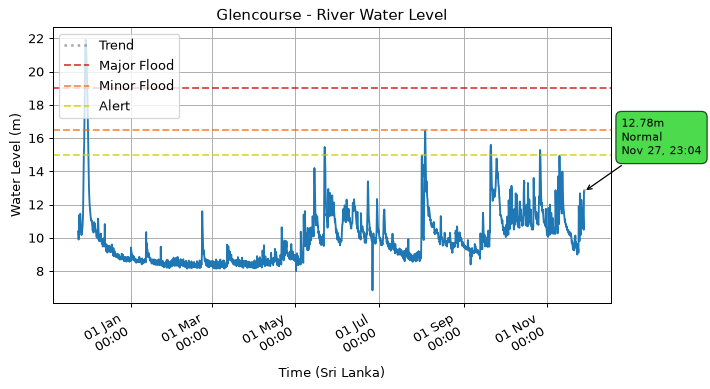 Glencourse - River Water Level
Water Level (m)
22
20
18
16
14
12
10
8
Trend
Major Flood
Minor Flood
Alert
12.78m
Normal
Nov 27, 23:04
01 Jan
00:00
01 Mar
00:00
01 May
00:00
01 Jul
00:00
01 Sep
00:00
01 Nov
00:00
Time (Sri Lanka)